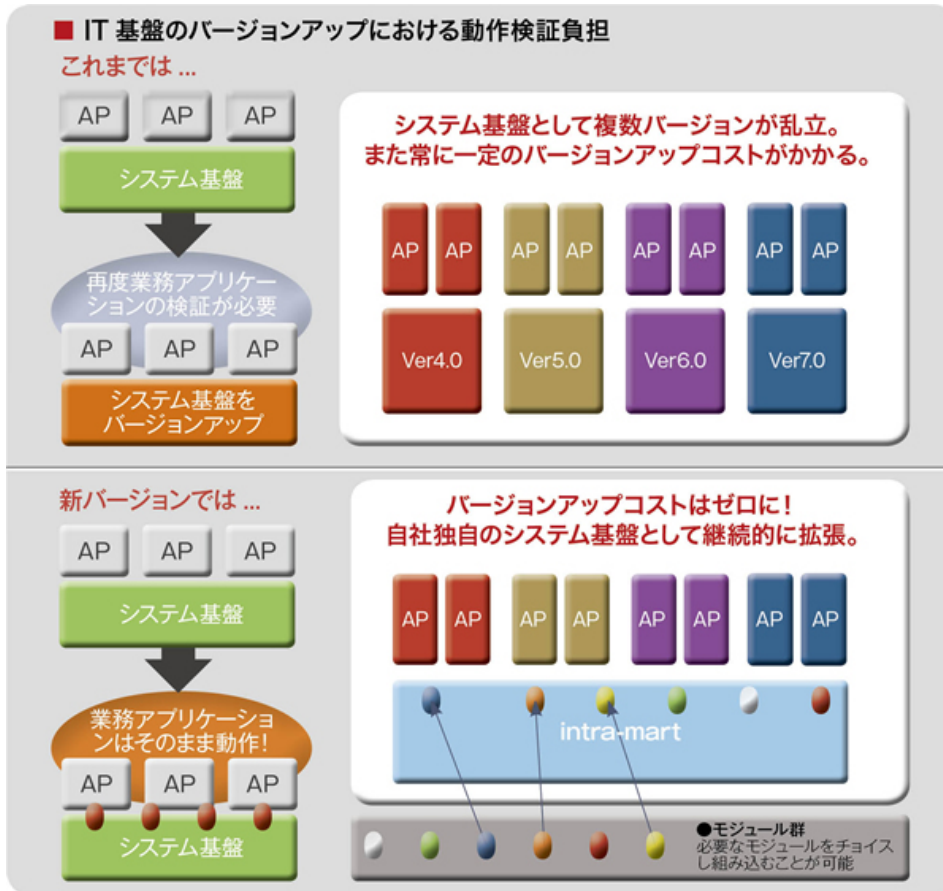 ■ IT 基盤のバージョンアップにおける動作検証負担
これまでは ...
AP AP AP
システム基盤
再度業務アプリケー
ションの検証が必要
AP AP AP
システム基盤を
バージョンアップ
システム基盤として複数バージョンが乱立。
また常に一定のバージョンアップコストがかかる。
AP AP AP AP AP AP AP AP
Ver4.0 Ver5.0 Ver6.0 Ver7.0
新バージョンでは ...
AP AP AP
システム基盤
業務アプリケーショ
ンはそのまま動作!
AP AP AP
システム基盤
バージョンアップコストはゼロに!
自社独自のシステム基盤として継続的に拡張。
AP AP AP AP AP AP AP AP
intra-mart
●モジュール群
必要なモジュールをチョイス
し組み込むことが可能